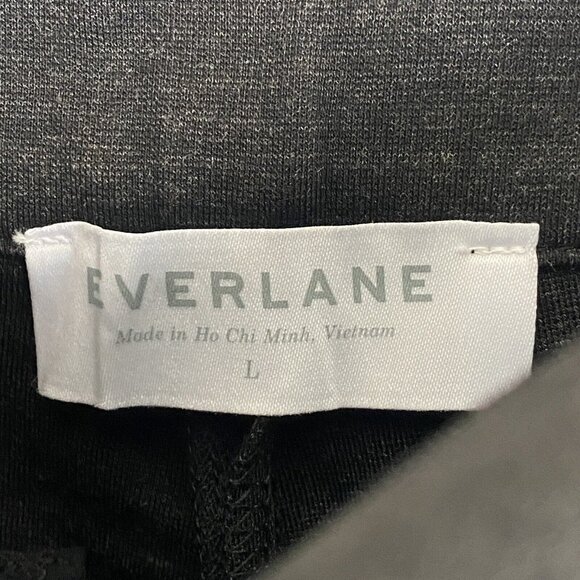 EVERLANE
Made in Ho Chi Minh, Vietnam
L